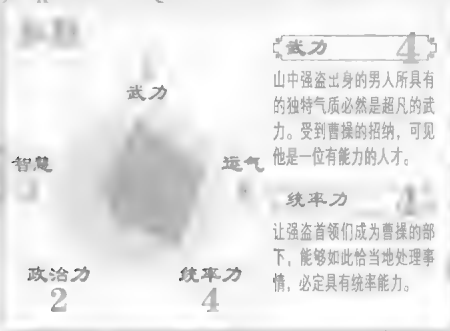 武力
智慧
运气
政治力
2
统率力
4
武力 4
山中强盗出身的男人所具有
的独特气质必然是超凡的武
力。受到曹操的招纳，可见
他是一位有能力的人才。
统率力 4
让强盗首领们成为曹操的部
下，能够如此恰当地处理事
情，必定具有统率能力。